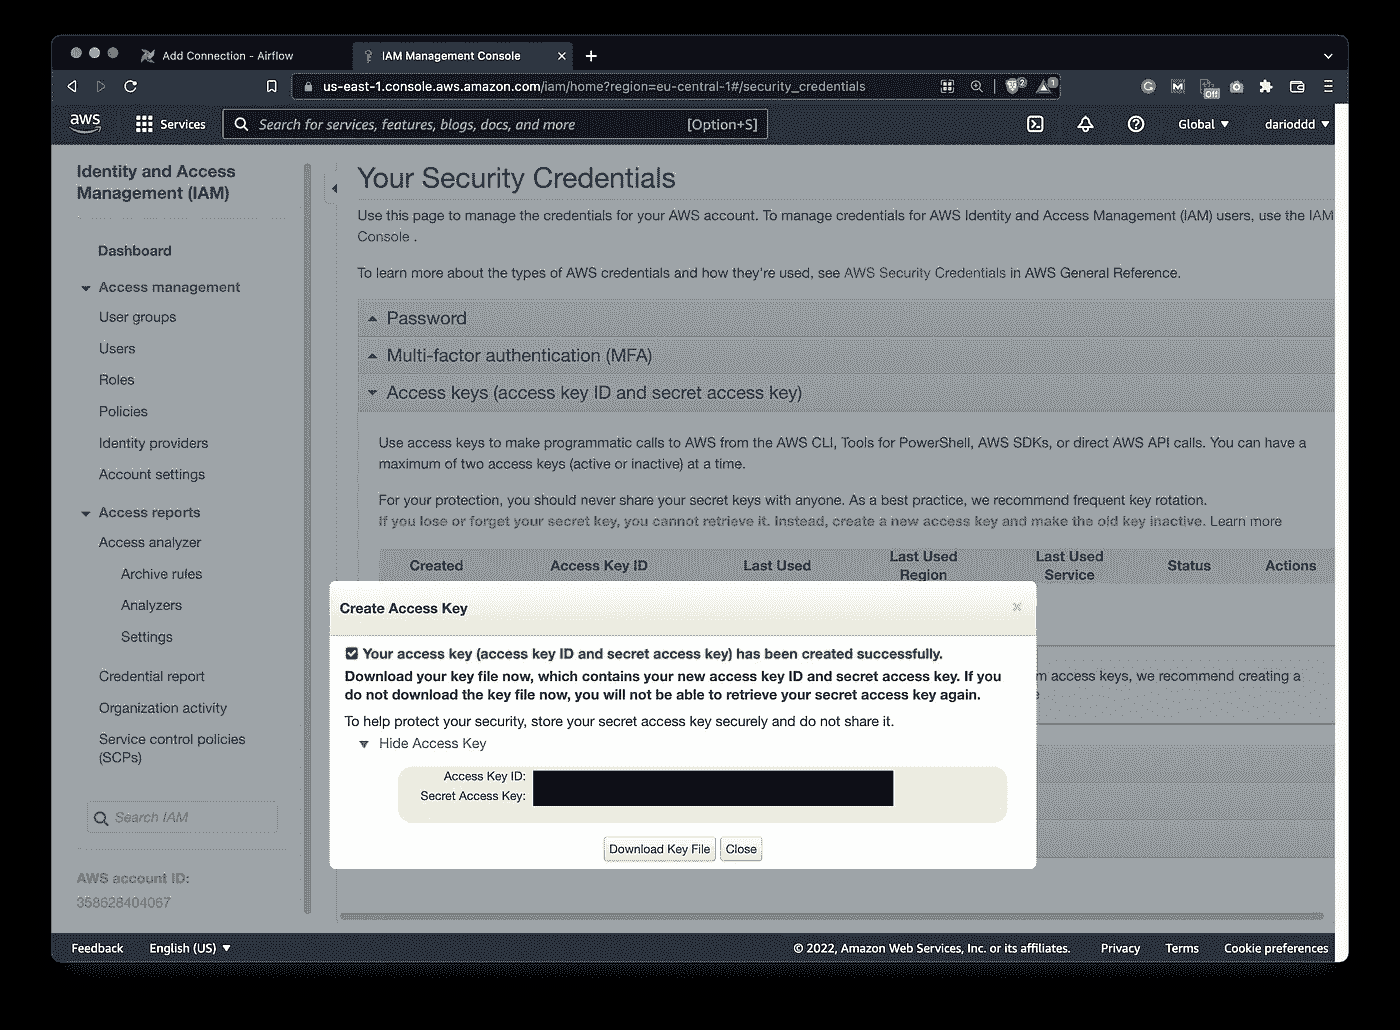 Add Connection - Airflow
IAM Management Console
us-east-1.console.aws.amazon.com/iam/home?region=eu-central-1#/security_credentials
2
1
G
M
Off
aws
Services
Search for services, features, blogs, docs, and more
[Option+S]
Global
darioddd
Identity and Access
Management (IAM)
Dashboard
Access management
User groups
Users
Roles
Policies
Identity providers
Account settings
Access reports
Access analyzer
Archive rules
Analyzers
Settings
Credential report
Organization activity
Service control policies
(SCPs)
Search IAM
AWS account ID:
358628404067
Your Security Credentials
Use this page to manage the credentials for your AWS account. To manage credentials for AWS Identity and Access Management (IAM) users, use the IAM
Console .
To learn more about the types of AWS credentials and how they're used, see AWS Security Credentials in AWS General Reference.
Password
Multi-factor authentication (MFA)
Access keys (access key ID and secret access key)
Use access keys to make programmatic calls to AWS from the AWS CLI, Tools for PowerShell, AWS SDKs, or direct AWS API calls. You can have a
maximum of two access keys (active or inactive) at a time.
For your protection, you should never share your secret keys with anyone. As a best practice, we recommend frequent key rotation.
If you lose or forget your secret key, you cannot retrieve it. Instead, create a new access key and make the old key inactive. Learn more
Created Access Key ID Last Used Last Used Region Last Used Service Status Actions
Create Access Key
Your access key (access key ID and secret access key) has been created successfully.
Download your key file now, which contains your new access key ID and secret access key. If you
do not download the key file now, you will not be able to retrieve your secret access key again.
To help protect your security, store your secret access key securely and do not share it.
Hide Access Key
Access Key ID:
Secret Access Key:
Download Key File
Close
m access keys, we recommend creating a
Feedback
English (US)
© 2022, Amazon Web Services, Inc. or its affiliates.
Privacy
Terms
Cookie preferences